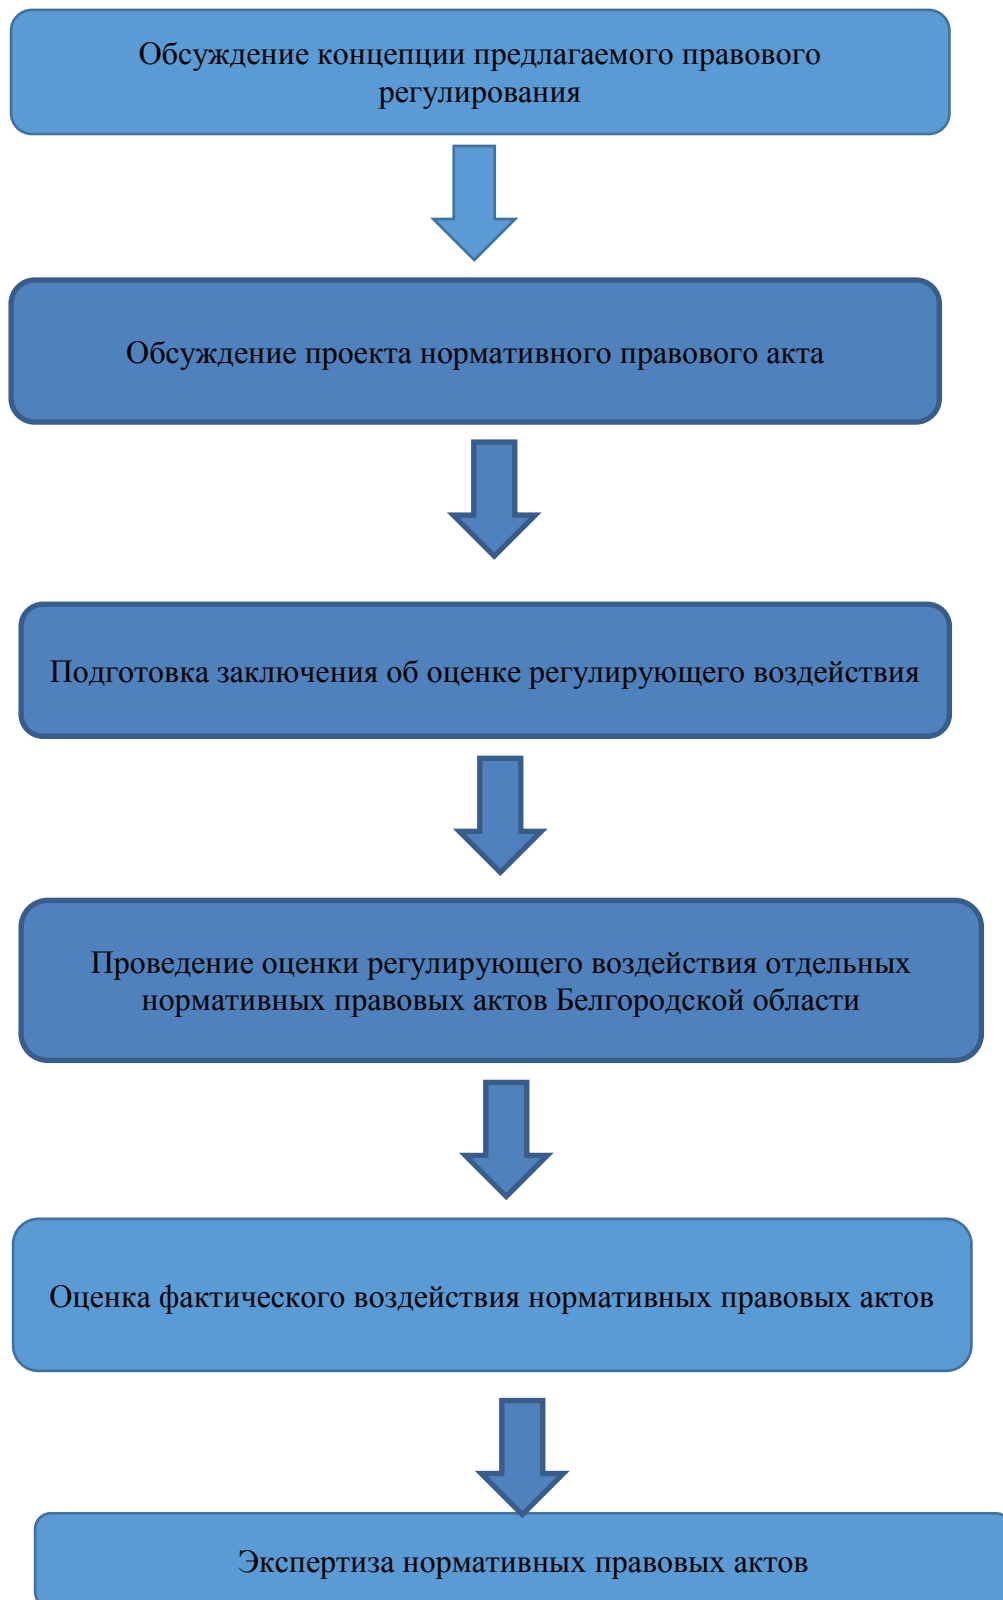 Обсуждение концепции предлагаемого правового
регулирования
Обсуждение проекта нормативного правового акта
Подготовка заключения об оценке регулирующего воздействия
Проведение оценки регулирующего воздействия отдельных
нормативных правовых актов Белгородской области
Оценка фактического воздействия нормативных правовых актов
Экспертиза нормативных правовых актов